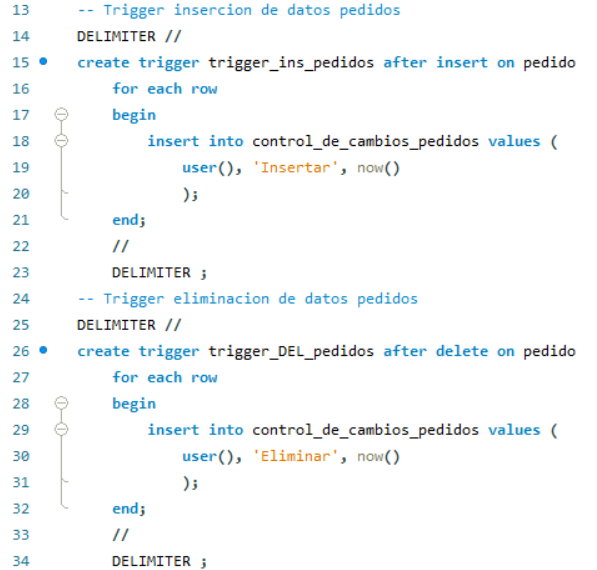 13 -- Trigger insercion de datos pedidos
14 DELIMITER //
15 create trigger trigger_ins_pedidos after insert on pedido
16 for each row
17 begin
18 insert into control_de_cambios_pedidos values (
19 user(), 'Insertar', now()
20 );
21 end;
22 //
23 DELIMITER ;
24 -- Trigger eliminacion de datos pedidos
25 DELIMITER //
26 create trigger trigger_DEL_pedidos after delete on pedido
27 for each row
28 begin
29 insert into control_de_cambios_pedidos values (
30 user(), 'Eliminar', now()
31 );
32 end;
33 //
34 DELIMITER ;